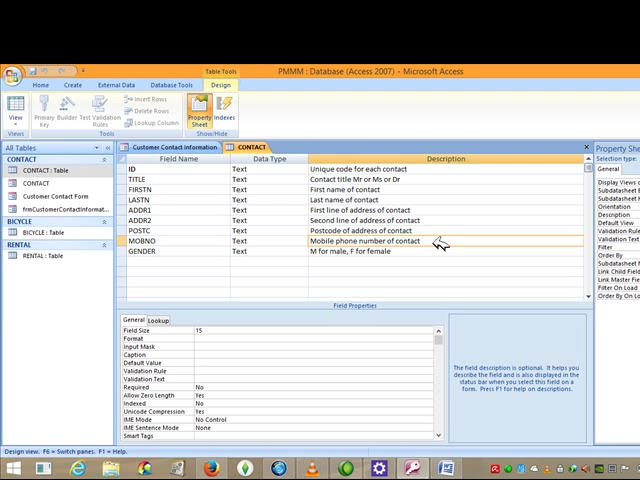 Table Tools
PMMM : Database (Access 2007) - Microsoft Access
Home Create External Data Database Tools Design
View
Primary Key
Builder
Test Validation Rules
Insert Rows
Delete Rows
Lookup Column
Property Sheet
Indexes
Views Tools Show/Hide
All Tables
CONTACT
CONTACT : Table
CONTACT
Customer Contact Form
frmCustomerContactInformat...
BICYCLE
BICYCLE : Table
RENTAL
RENTAL : Table
Customer Contact Information CONTACT
Field Name Data Type Description
ID Text Unique code for each contact
TITLE Text Contact title Mr or Ms or Dr
FIRSTN Text First name of contact
LASTN Text Last name of contact
ADDR1 Text First line of address of contact
ADDR2 Text Second line of address of contact
POSTC Text Postcode of address of contact
MOBNO Text Mobile phone number of contact
GENDER Text M for male, F for female
Field Properties
General Lookup
Field Size 15
Format
Input Mask
Caption
Default Value
Validation Rule
Validation Text
Required No
Allow Zero Length Yes
Indexed No
Unicode Compression Yes
IME Mode No Control
IME Sentence Mode None
Smart Tags
The field description is optional. It helps you
describe the field and is also displayed in the
status bar when you select this field on a
form. Press F1 for help on descriptions.
Property She
Selection type:
General
Display Views o
Subdatasheet E
Subdatasheet H
Orientation
Description
Default View
Validation Rule
Validation Text
Filter
Order By
Subdatasheet N
Link Child Field
Link Master Fie
Filter On Load
Order By On Lo
Design view. F6 = Switch panes. F1 = Help.